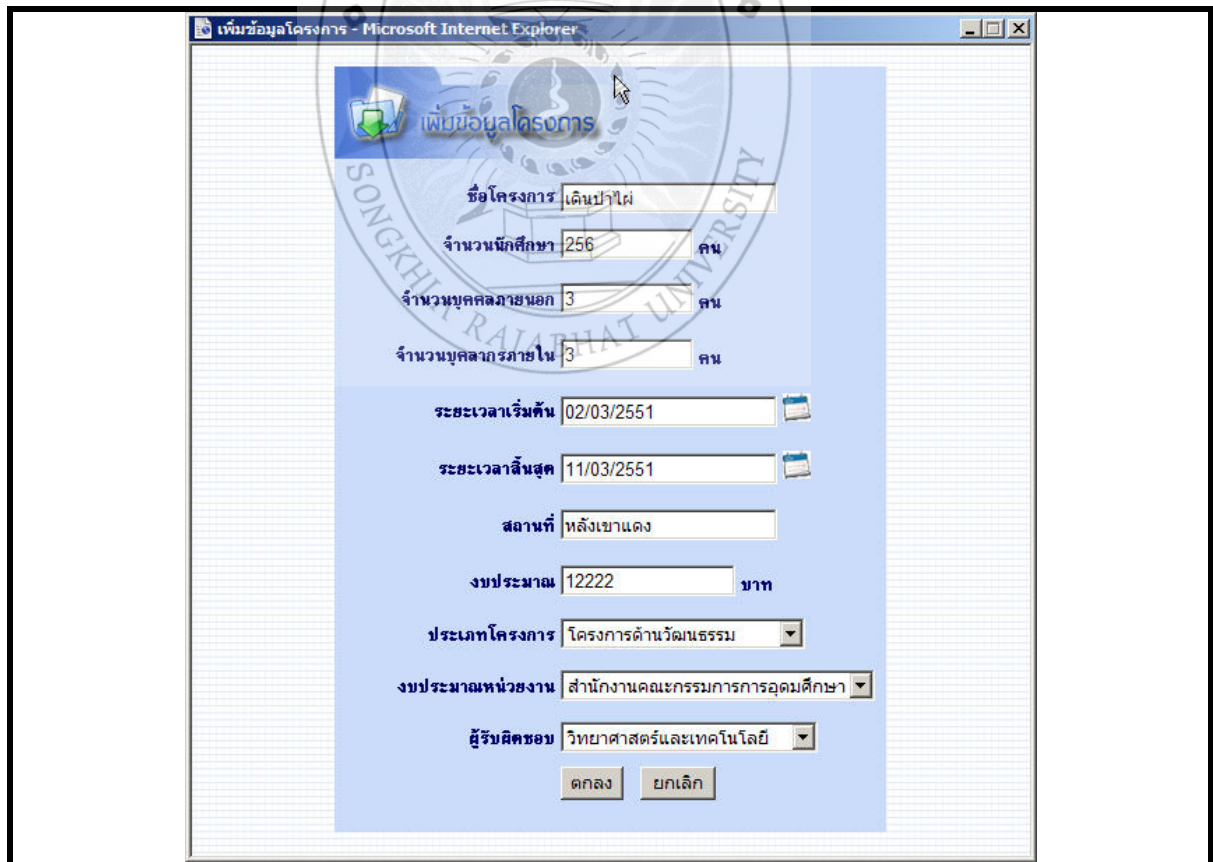 เพิ่มข้อมูลโครงการ - Microsoft Internet Explorer
เพิ่มข้อมูลโครงการ
SONGKHLA RAJABHAT UNIVERSITY
ชื่อโครงการ เดินป่าไผ่
จำนวนนักศึกษา 256 คน
จำนวนบุคคลภายนอก 3 คน
จำนวนบุคลากรภายใน 3 คน
ระยะเวลาเริ่มต้น 02/03/2551
ระยะเวลาสิ้นสุด 11/03/2551
สถานที่ หลังเขาแดง
งบประมาณ 12222 บาท
ประเภทโครงการ โครงการด้านวัฒนธรรม
งบประมาณหน่วยงาน สำนักงานคณะกรรมการการอุดมศึกษา
ผู้รับผิดชอบ วิทยาศาสตร์และเทคโนโลยี
ตกลง ยกเลิก